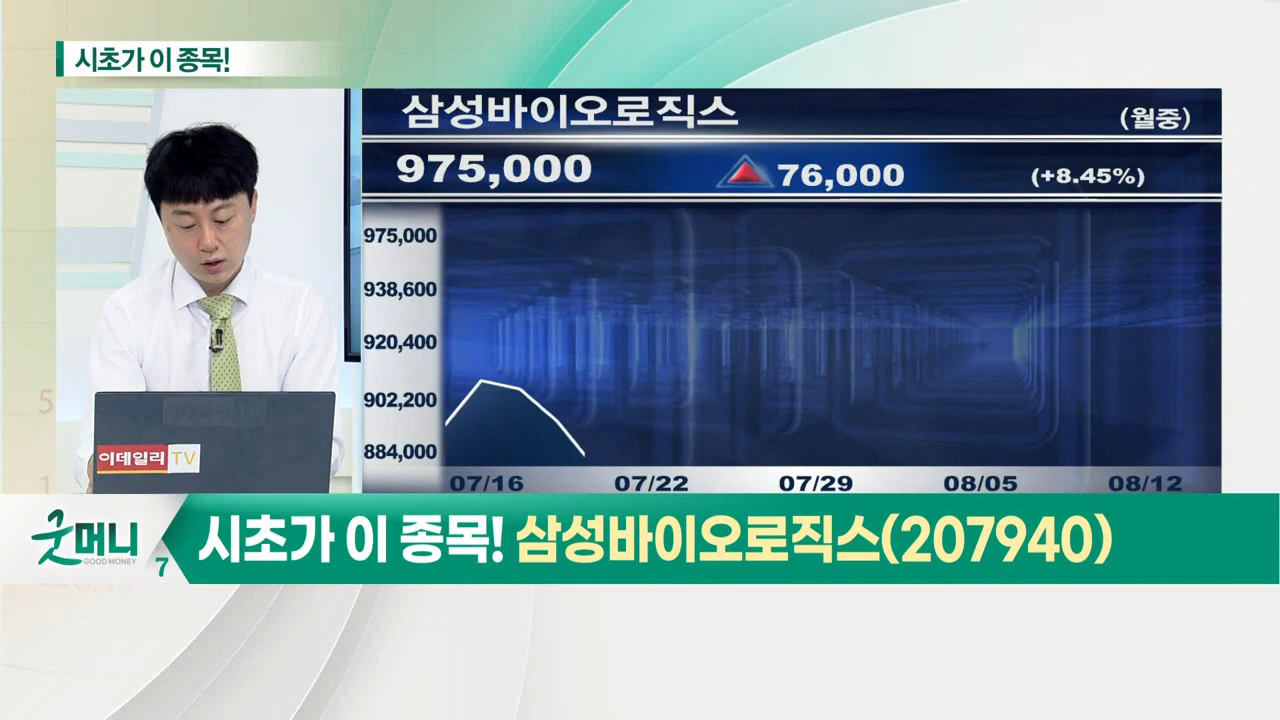 시초가 이 종목!
삼성바이오로직스
(월중)
975,000
76,000
(+8.45%)
975,000
938,600
920,400
902,200
884,000
07/16
07/22
07/29
08/05
08/12
이데일리 TV
굿머니
GOOD MONEY
7
시초가 이 종목! 삼성바이오로직스(207940)
5
1